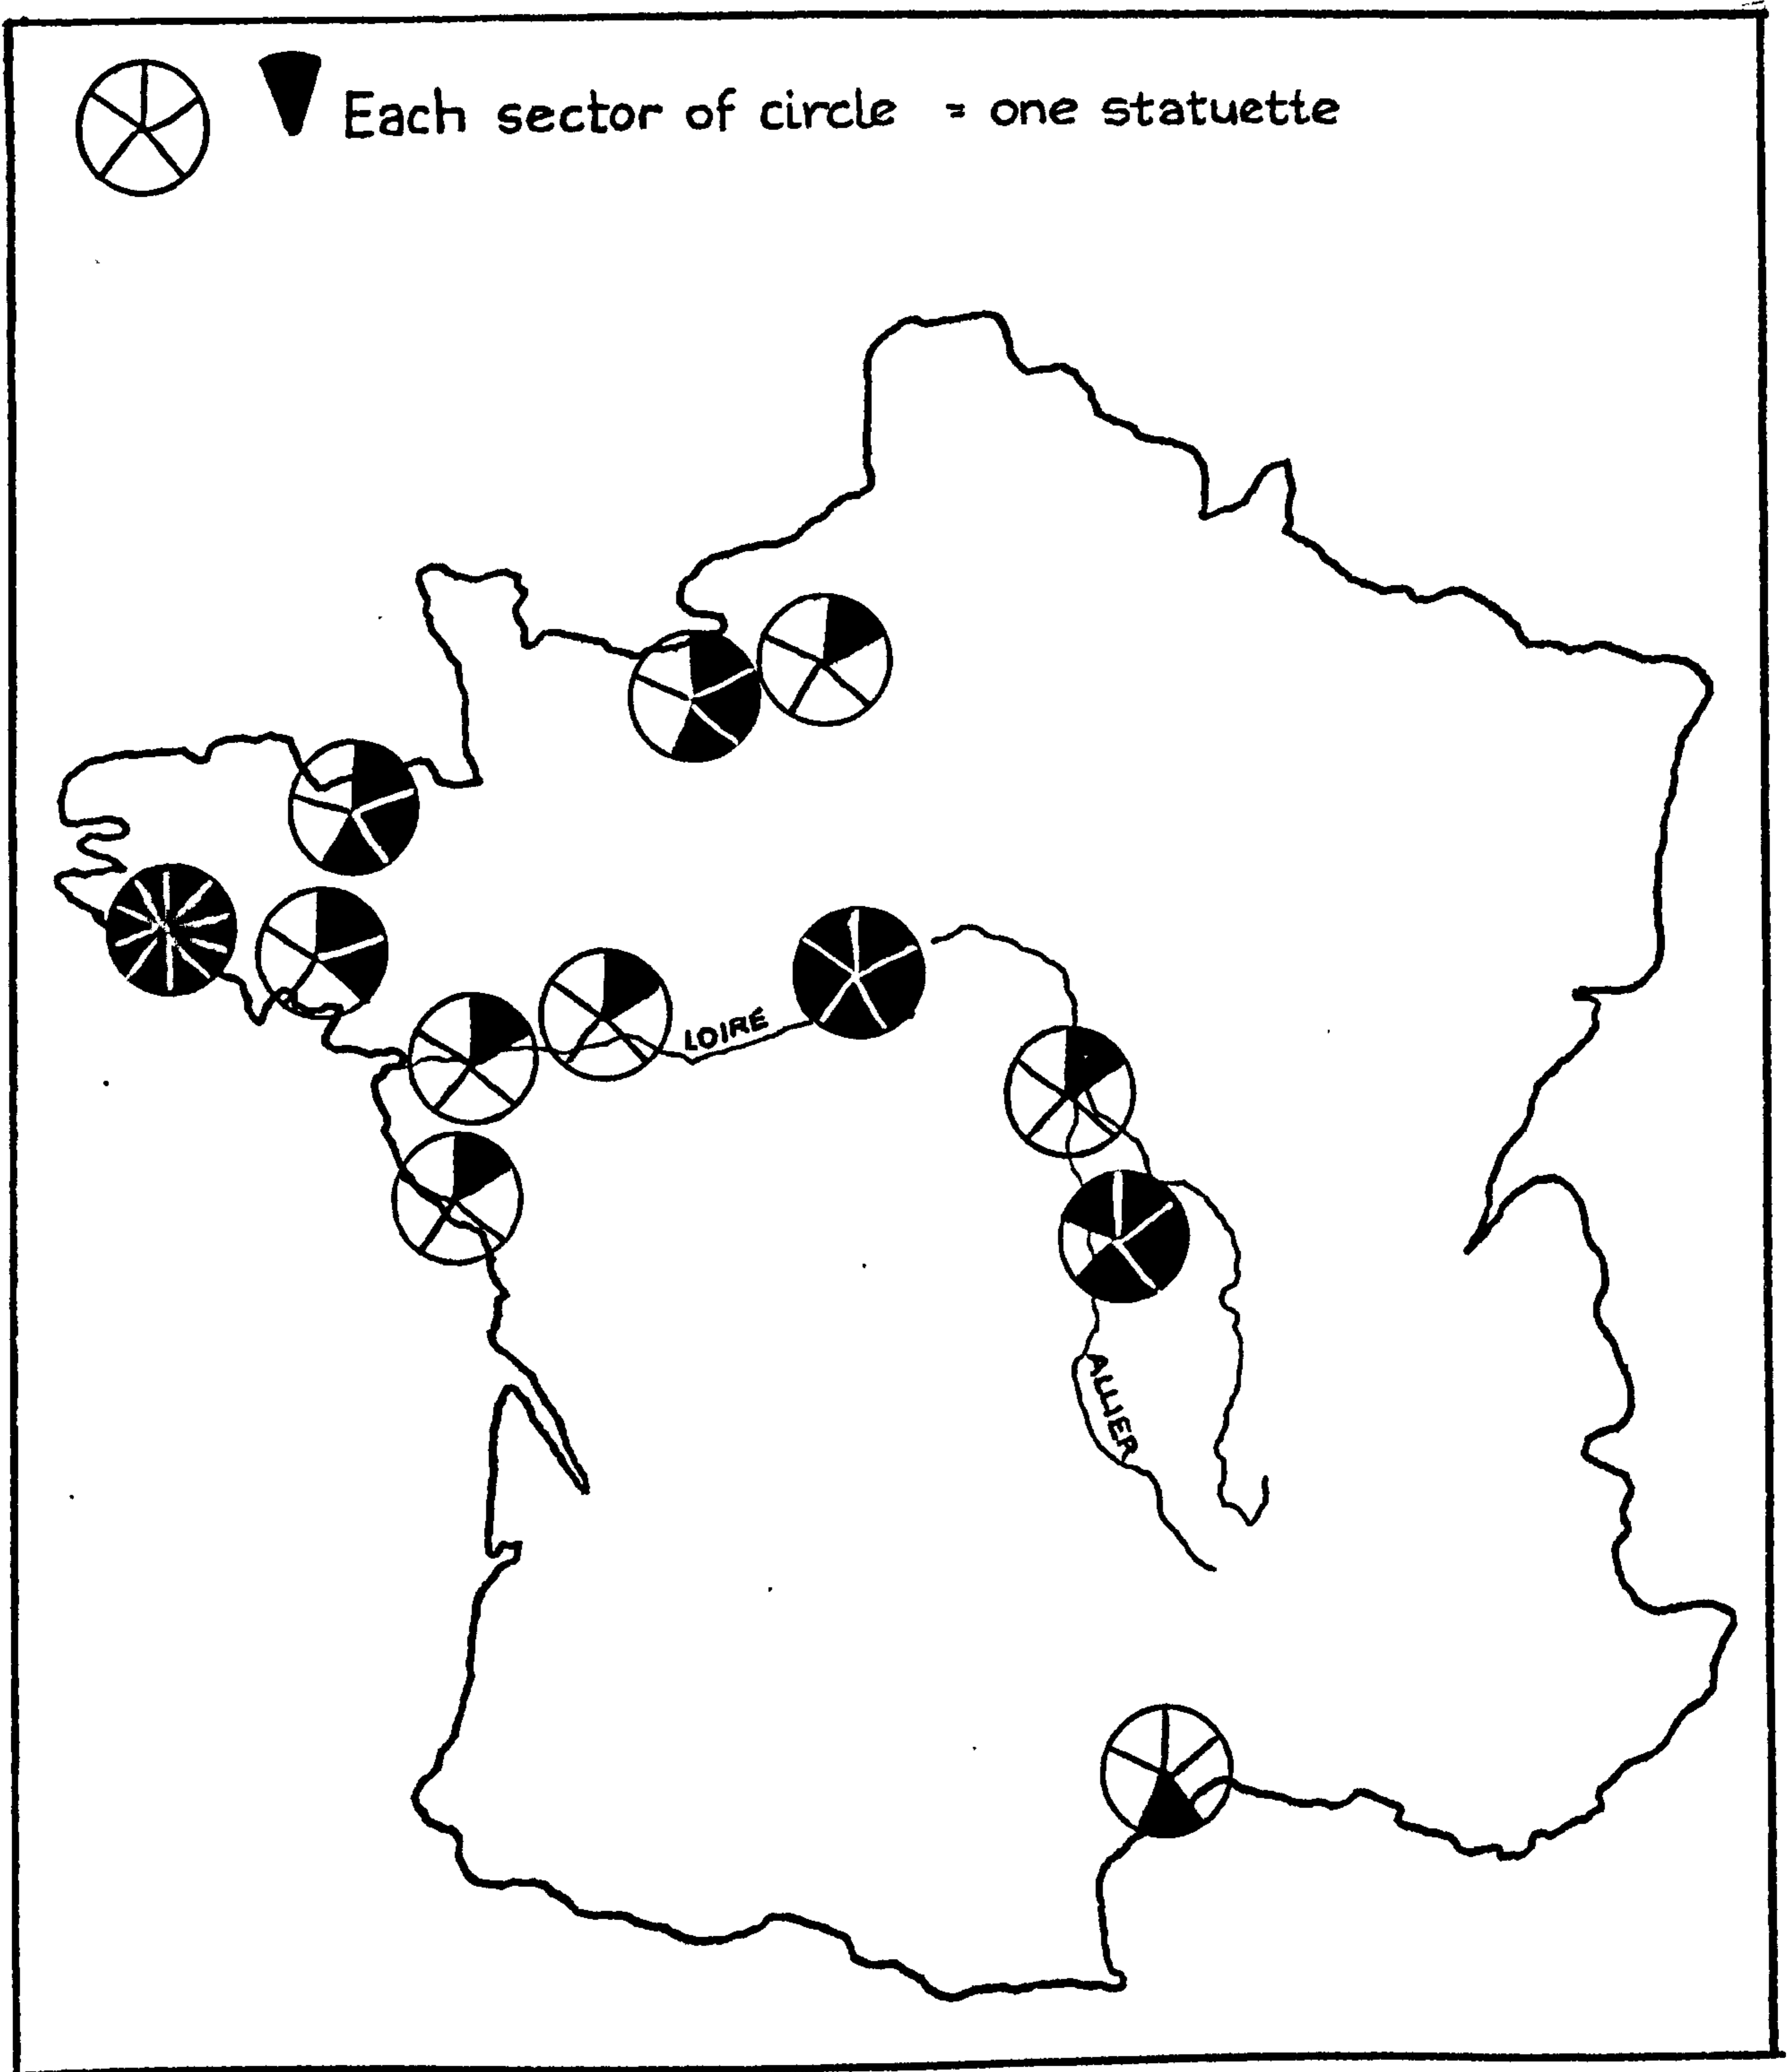 Each sector of circle = one statuette
LOIRE
ALLIER